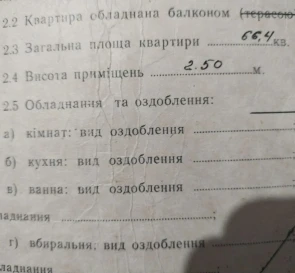 2.2 Квартира обладнана балконом (терасою
2.3 Загальна площа квартири 66,4 кв.
2.4 Висота приміщень 2.50 м.
2.5 Обладнання та оздоблення:
а) кімнат: вид оздоблення
б) кухня: вид оздоблення
в) ванна: вид оздоблення
ладнання
г) вбиральня: вид оздоблення
ладнання